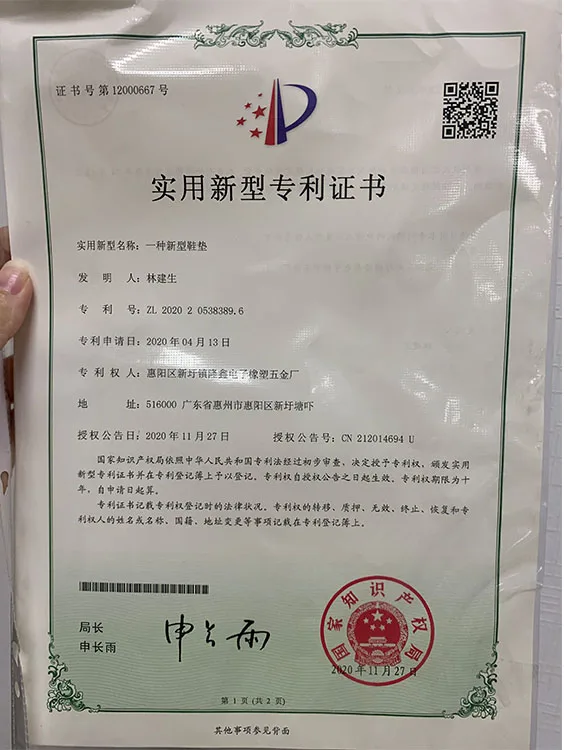 证书号第12000667号
实用新型专利证书
实用新型名称：一种新型鞋垫
发明人：林建生
专利号：ZL 2020 2 0538389.6
专利申请日：2020年04月13日
专利权人：惠阳区新圩镇隆鑫电子橡塑五金厂
地址：516000 广东省惠州市惠阳区新圩塘吓
授权公告日：2020年11月27日 授权公告号：CN 212014694 U
国家知识产权局依照中华人民共和国专利法经过初步审查，决定授予专利权，颁发实用
新型专利证书并在专利登记簿上予以登记。专利权自授权公告之日起生效。专利权期限为十
年，自申请日起算。
专利证书记载专利权登记时的法律状况。专利权的转移、质押、无效、终止、恢复和专
利权人的姓名或名称、国籍、地址变更等事项记载在专利登记簿上。
局长
申长雨
申长雨
国家知识产权局
2020年11月27日
第1页(共2页)
其他事项参见背面